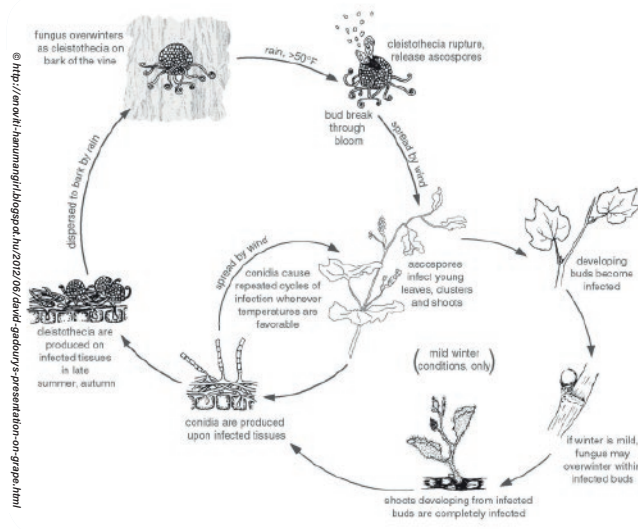 © http://enoviti-hanumangirl.blogspot.hu/2012/06/david-gadourys-presentation-on-grape.html
fungus overwinters
as cleistothecia on
bark of the vine
rain, >50°F
cleistothecia rupture,
release ascospores
bud break
through
bloom
spread by wind
ascospores
infect young
leaves, clusters
and shoots
developing
buds become
infected
if winter is mild,
fungus may
overwinter within
infected buds
(mild winter
conditions, only)
shoots developing from infected
buds are completely infected
conidia are produced
upon infected tissues
spread by wind
conidia cause
repeated cycles of
infection whenever
temperatures are
favorable
cleistothecia are
produced on
infected tissues
in late
summer, autumn
dispersed to bark by rain